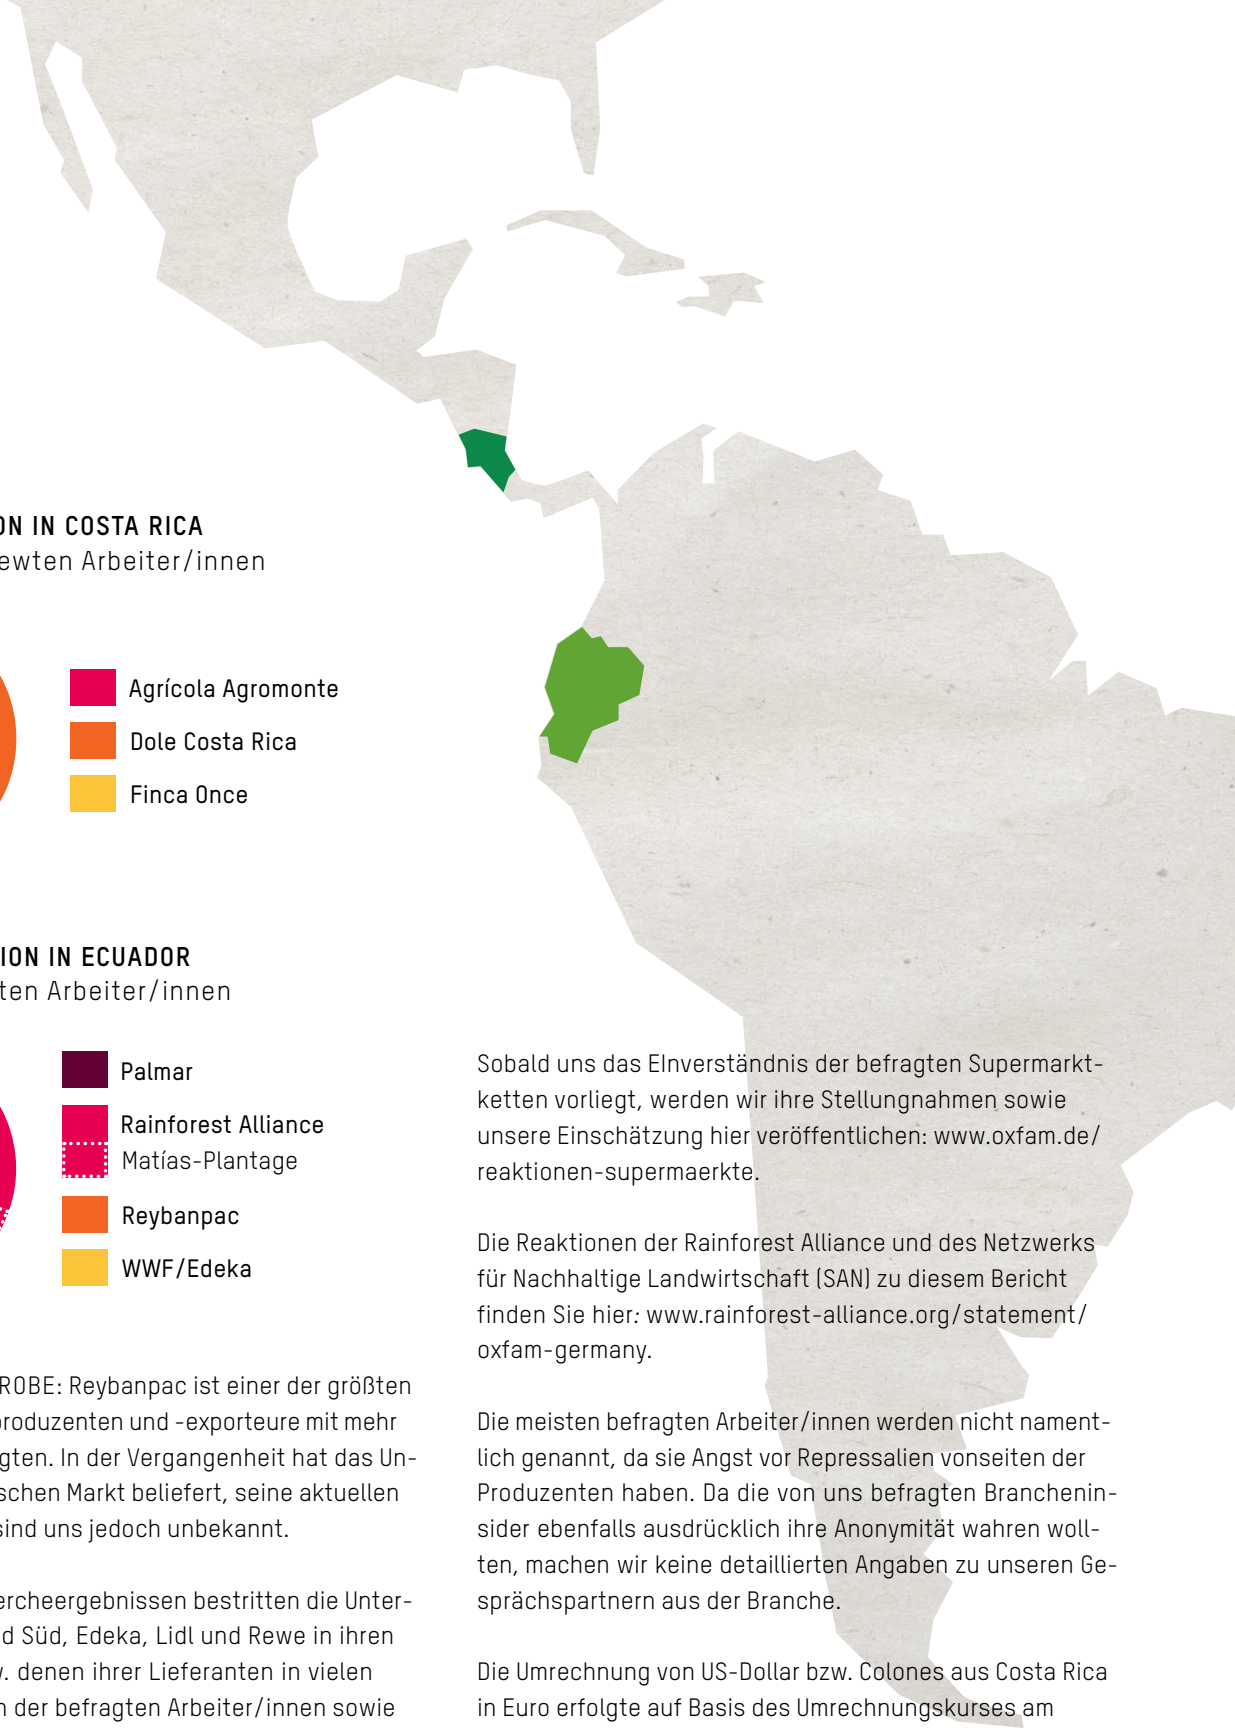 ON IN COSTA RICA
ewten Arbeiter/innen
Agrícola Agromonte
Dole Costa Rica
Finca Once
ION IN ECUADOR
ten Arbeiter/innen
Palmar
Rainforest Alliance
Matías-Plantage
Reybanpac
WWF/Edeka
ROBE: Reybanpac ist einer der größten
produzenten und -exporteure mit mehr
gten. In der Vergangenheit hat das Un-
schen Markt beliefert, seine aktuellen
sind uns jedoch unbekannt.
ercheergebnissen bestritten die Unter-
d Süd, Edeka, Lidl und Rewe in ihren
. denen ihrer Lieferanten in vielen
n der befragten Arbeiter/innen sowie
Sobald uns das EInverständnis der befragten Supermarkt-
ketten vorliegt, werden wir ihre Stellungnahmen sowie
unsere Einschätzung hier veröffentlichen: www.oxfam.de/
reaktionen-supermaerkte.
Die Reaktionen der Rainforest Alliance und des Netzwerks
für Nachhaltige Landwirtschaft (SAN) zu diesem Bericht
finden Sie hier: www.rainforest-alliance.org/statement/
oxfam-germany.
Die meisten befragten Arbeiter/innen werden nicht nament-
lich genannt, da sie Angst vor Repressalien vonseiten der
Produzenten haben. Da die von uns befragten Branchenin-
sider ebenfalls ausdrücklich ihre Anonymität wahren woll-
ten, machen wir keine detaillierten Angaben zu unseren Ge-
sprächspartnern aus der Branche.
Die Umrechnung von US-Dollar bzw. Colones aus Costa Rica
in Euro erfolgte auf Basis des Umrechnungskurses am